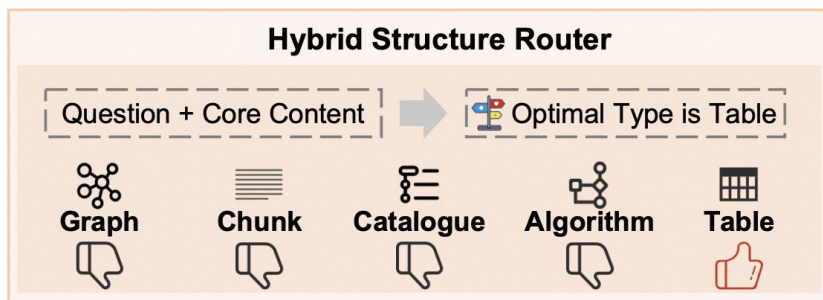 Hybrid Structure Router
Question + Core Content
Optimal Type is Table
Graph
Chunk
Catalogue
Algorithm
Table